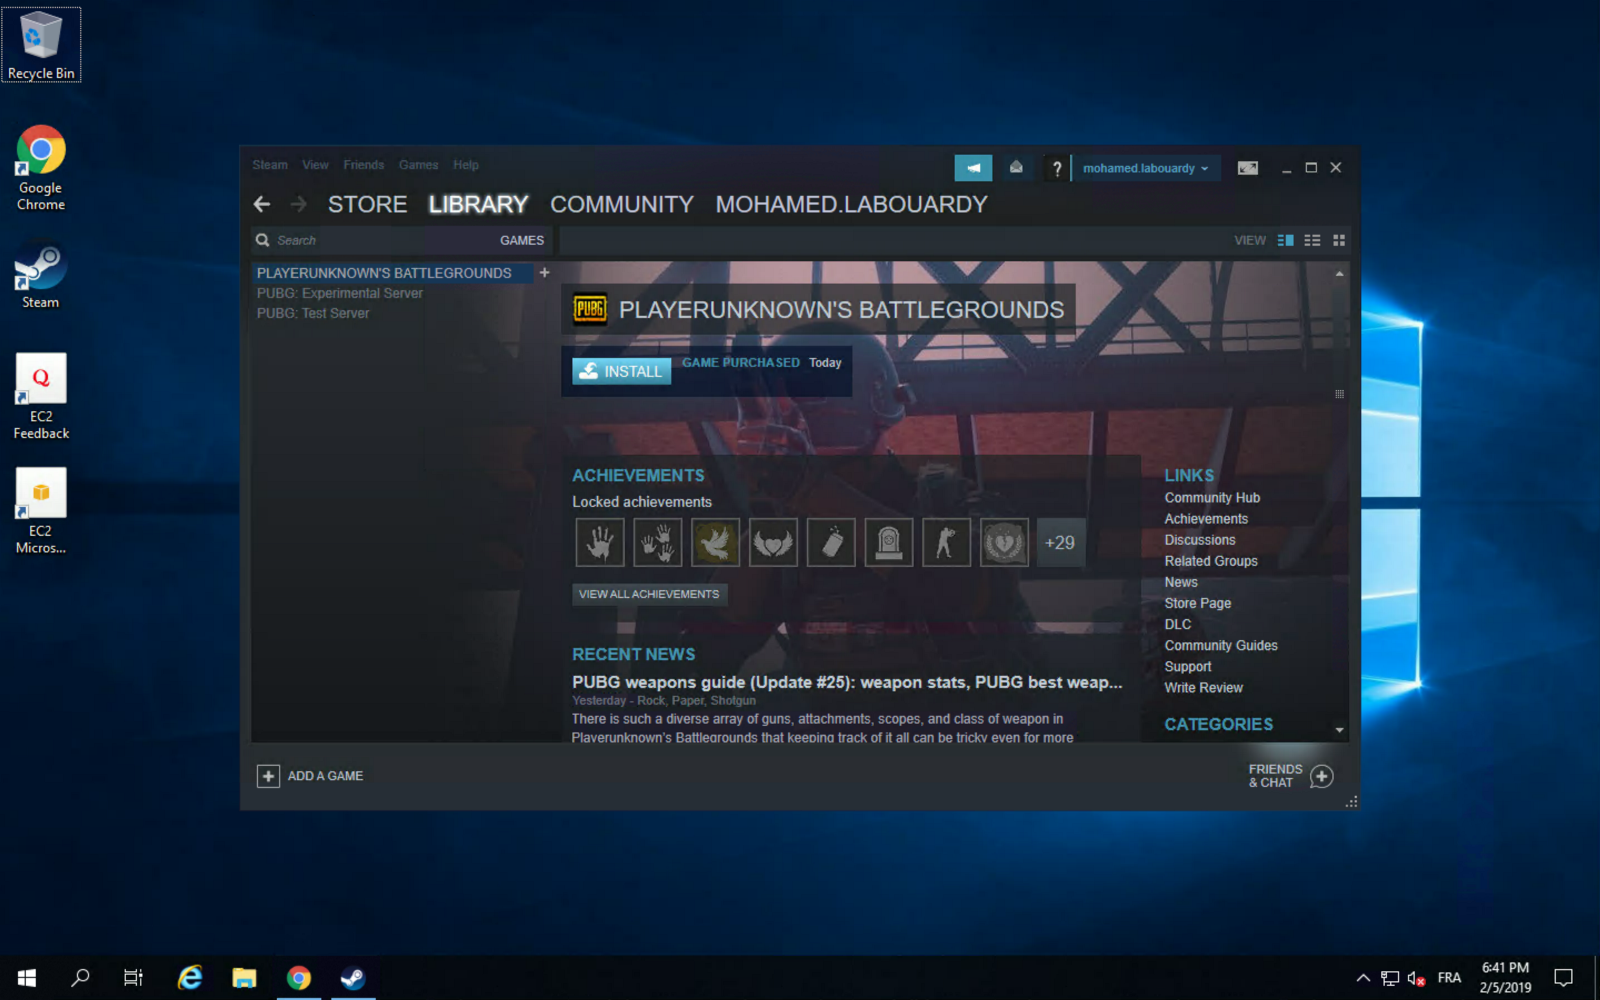 Recycle Bin
Google
Chrome
Steam
Q
EC2
Feedback
EC2
Micros...
Steam View Friends Games Help
? mohamed.labouardy
STORE LIBRARY COMMUNITY MOHAMED.LABOUARDY
Search GAMES
VIEW
PLAYERUNKNOWN'S BATTLEGROUNDS +
PUBG: Experimental Server
PUBG: Test Server
PUBG PLAYERUNKNOWN'S BATTLEGROUNDS
INSTALL GAME PURCHASED Today
ACHIEVEMENTS
Locked achievements
+29
VIEW ALL ACHIEVEMENTS
RECENT NEWS
PUBG weapons guide (Update #25): weapon stats, PUBG best weap...
Yesterday - Rock, Paper, Shotgun
There is such a diverse array of guns, attachments, scopes, and class of weapon in
Playerunknown's Battlegrounds that keeping track of it all can be tricky even for more
LINKS
Community Hub
Achievements
Discussions
Related Groups
News
Store Page
DLC
Community Guides
Support
Write Review
CATEGORIES
ADD A GAME
FRIENDS
& CHAT
FRA
6:41 PM
2/5/2019